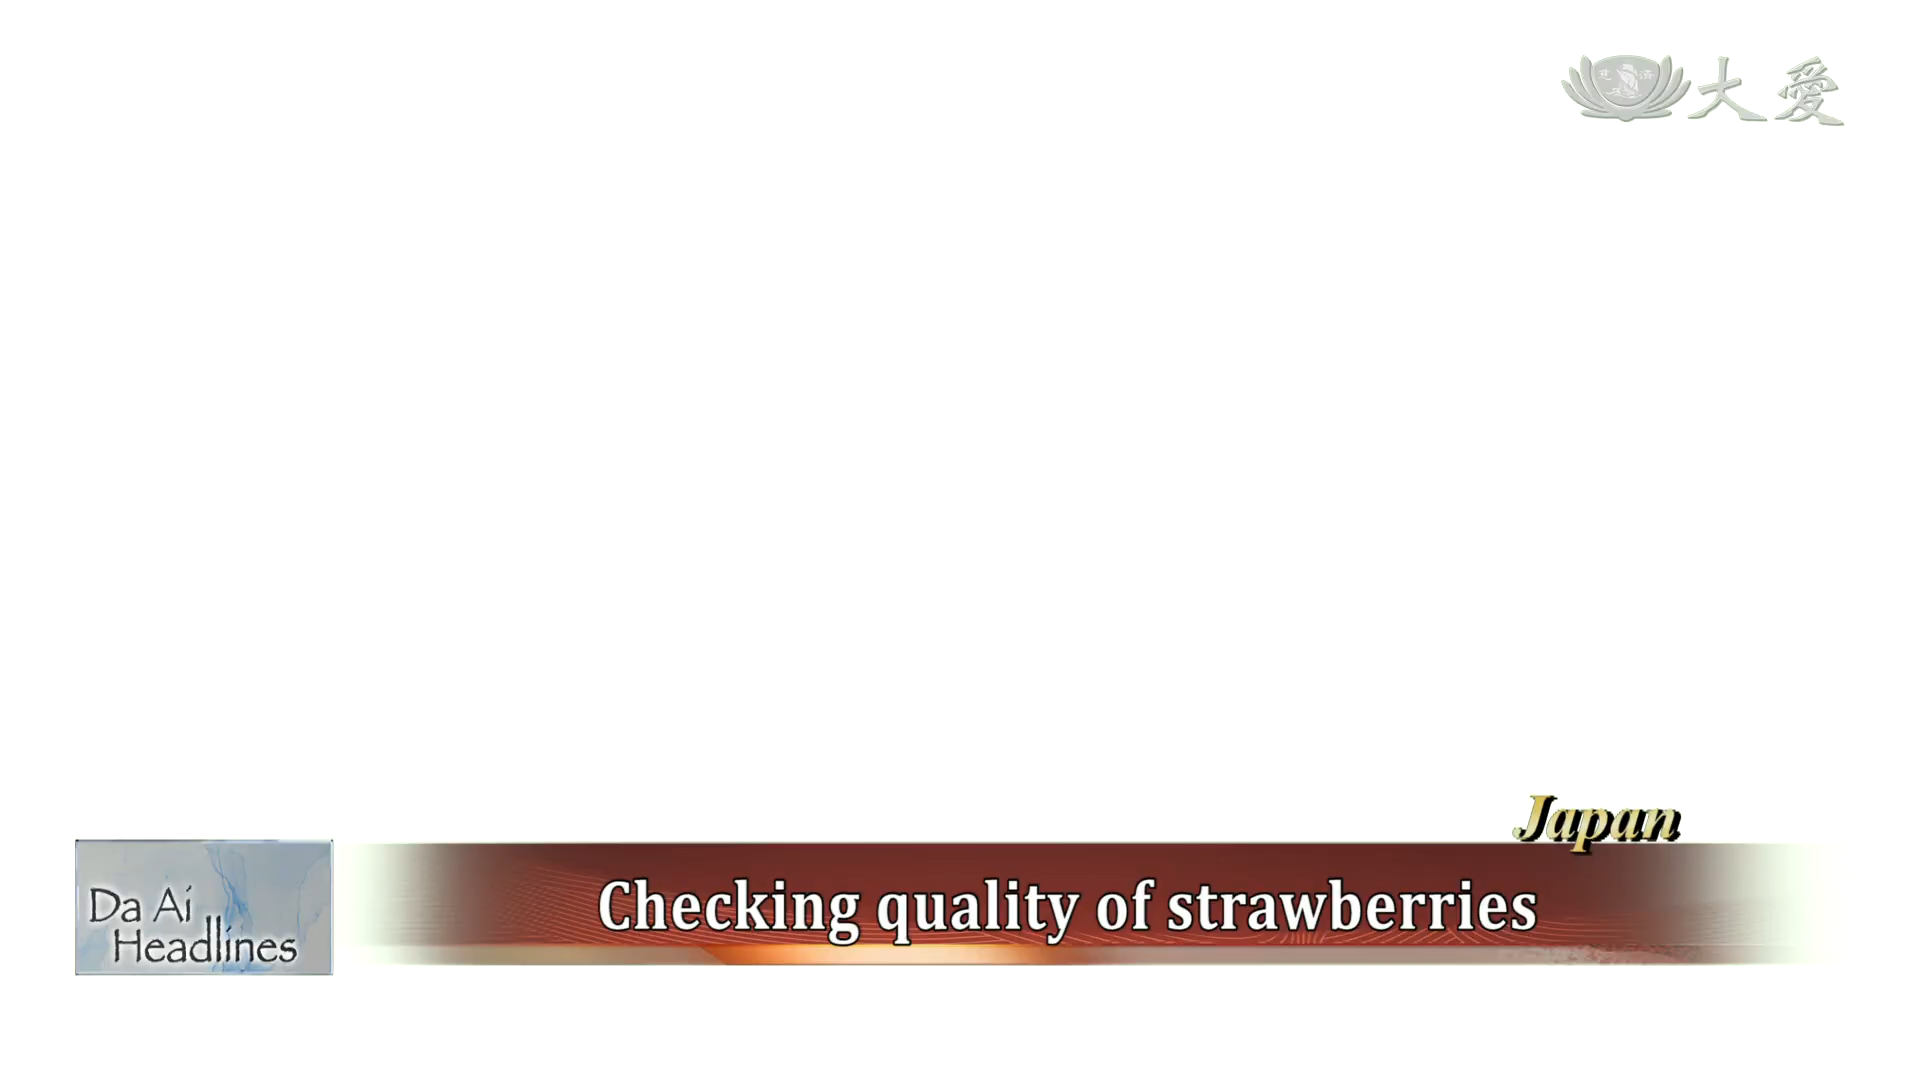 大愛
Japan
Checking quality of strawberries
Da Ai
Headlines